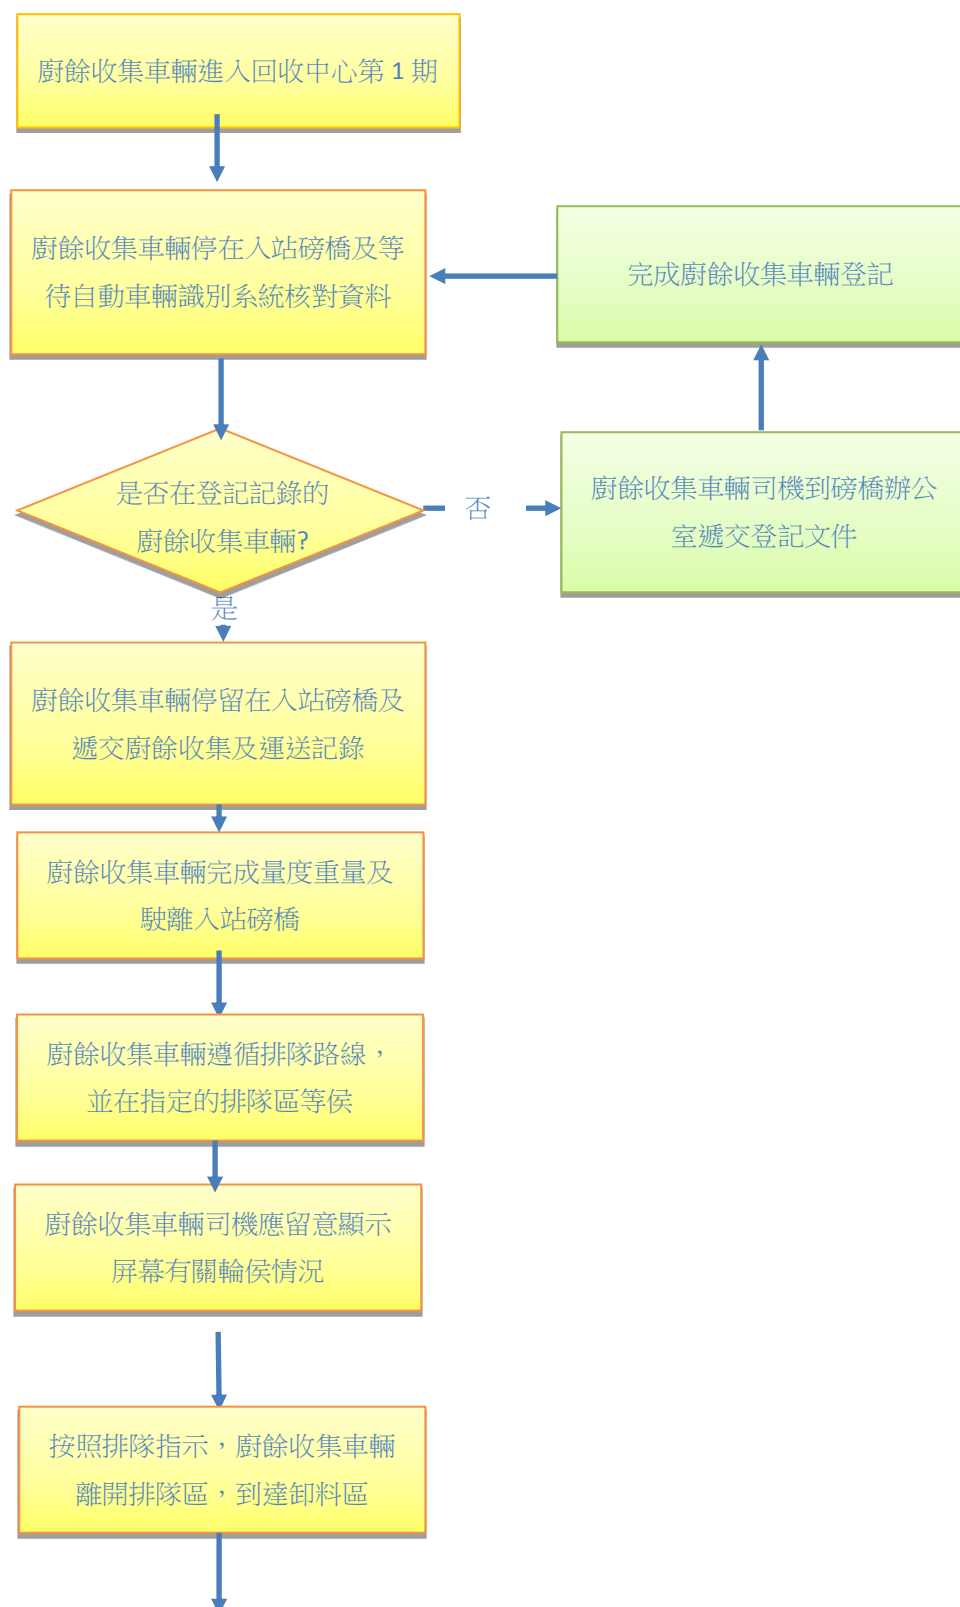 廚餘收集車輛進入回收中心第 1 期
廚餘收集車輛停在入站磅橋及等
待自動車輛識別系統核對資料
完成廚餘收集車輛登記
是否在登記記錄的
廚餘收集車輛?
否
廚餘收集車輛司機到磅橋辦公
室遞交登記文件
是
廚餘收集車輛停留在入站磅橋及
遞交廚餘收集及運送記錄
廚餘收集車輛完成量度重量及
駛離入站磅橋
廚餘收集車輛遵循排隊路線，
並在指定的排隊區等侯
廚餘收集車輛司機應留意顯示
屏幕有關輪侯情況
按照排隊指示，廚餘收集車輛
離開排隊區，到達卸料區